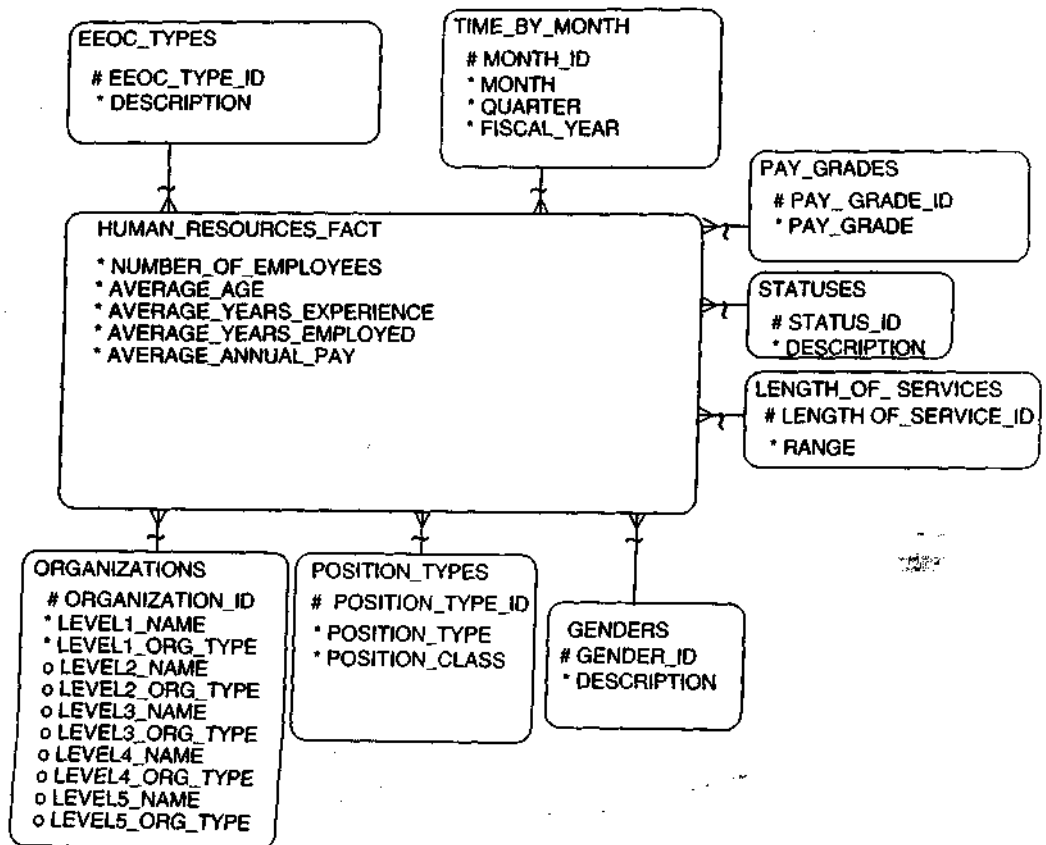 EEOC_TYPES
# EEOC_TYPE_ID
* DESCRIPTION
TIME_BY_MONTH
# MONTH_ID
* MONTH
* QUARTER
* FISCAL_YEAR
PAY_GRADES
# PAY_ GRADE_ID
* PAY_GRADE
HUMAN_RESOURCES_FACT
* NUMBER_OF_EMPLOYEES
* AVERAGE_AGE
* AVERAGE_YEARS_EXPERIENCE
* AVERAGE_YEARS_EMPLOYED
* AVERAGE_ANNUAL_PAY
STATUSES
# STATUS_ID
* DESCRIPTION
LENGTH_OF_ SERVICES
# LENGTH OF_SERVICE_ID
* RANGE
ORGANIZATIONS
# ORGANIZATION_ID
* LEVEL1_NAME
* LEVEL1_ORG_TYPE
o LEVEL2_NAME
o LEVEL2_ORG_TYPE
o LEVEL3_NAME
o LEVEL3_ORG_TYPE
o LEVEL4_NAME
o LEVEL4_ORG_TYPE
o LEVEL5_NAME
o LEVEL5_ORG_TYPE
POSITION_TYPES
# POSITION_TYPE_ID
* POSITION_TYPE
* POSITION_CLASS
GENDERS
# GENDER_ID
* DESCRIPTION